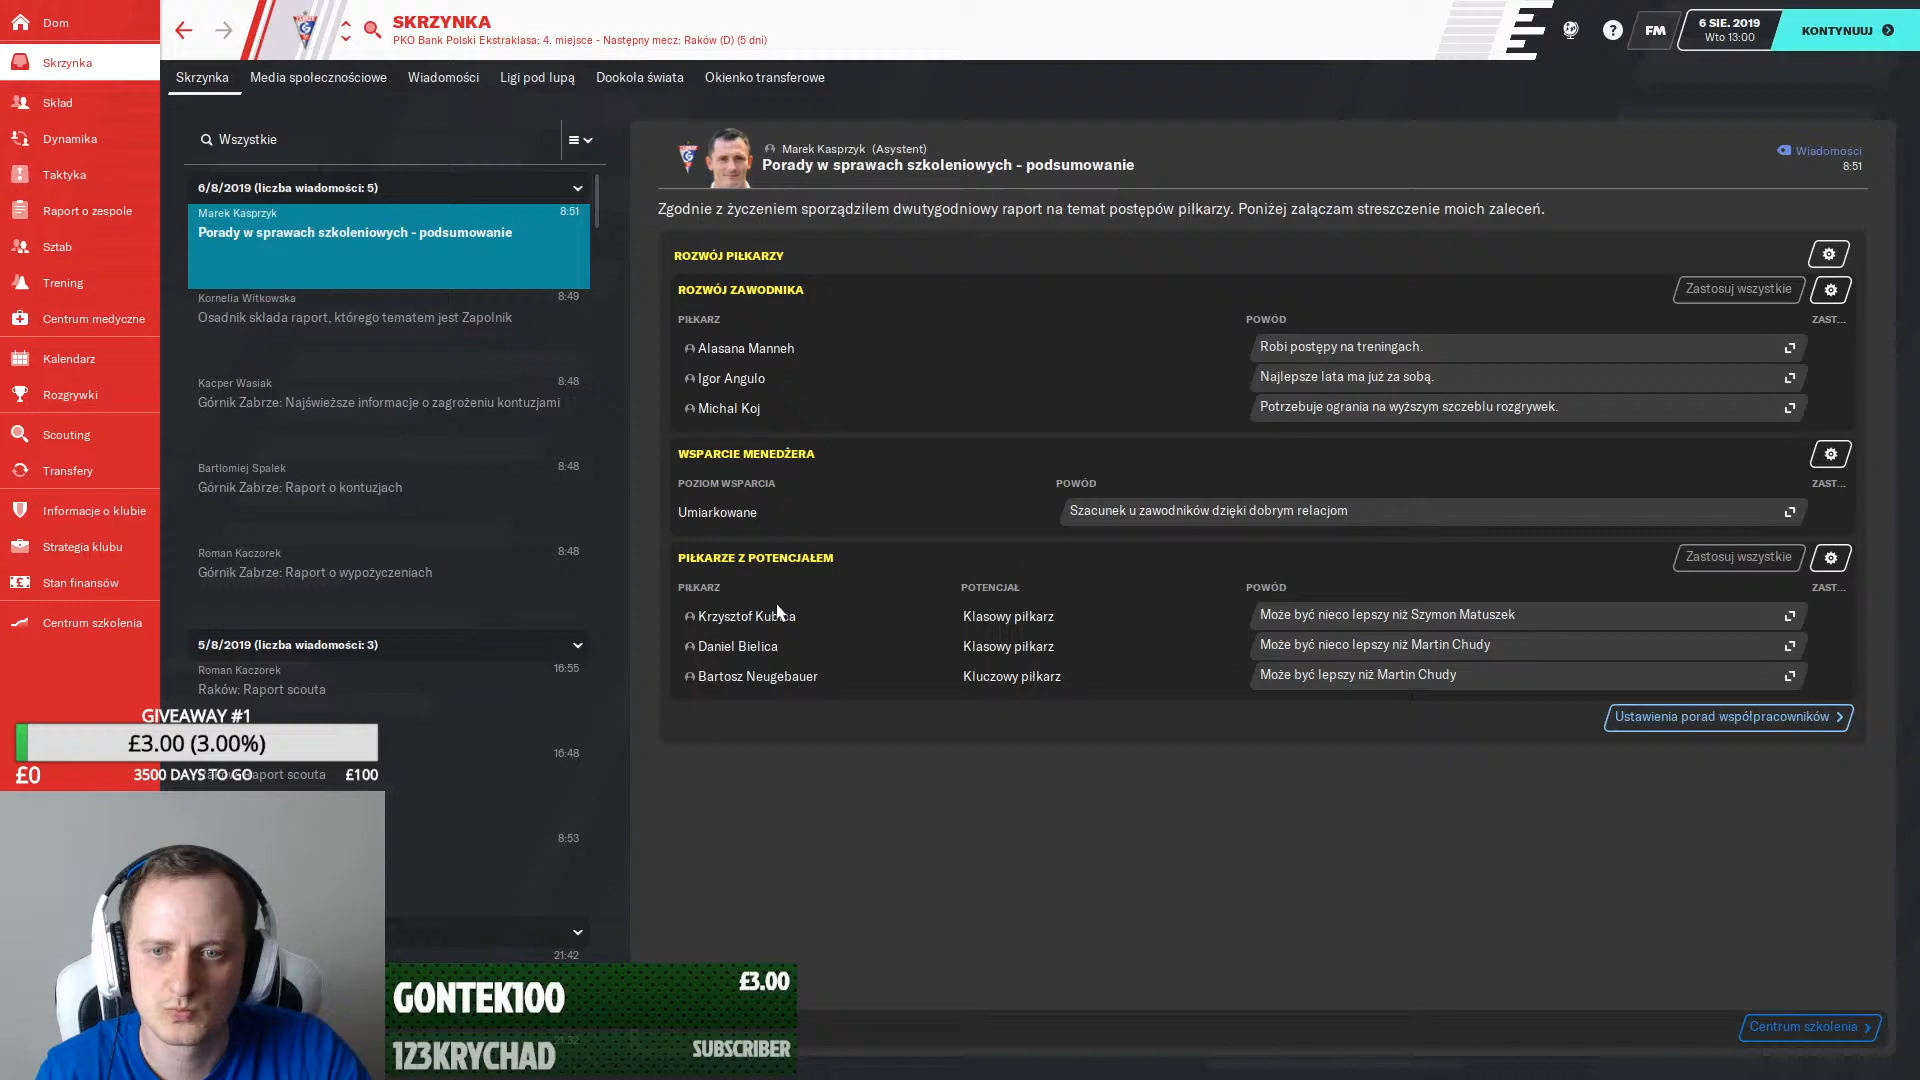 Dom
Skrzynka
Skład
Dynamika
Taktyka
Raport o zespole
Sztab
Trening
Centrum medyczne
Kalendarz
Rozgrywki
Scouting
Transfery
Informacje o klubie
Strategia klubu
Stan finansów
Centrum szkolenia
SKRZYNKA
PKO Bank Polski Ekstraklasa: 4. miejsce - Następny mecz: Raków (D) (5 dni)
?
FM
6 SIE. 2019
Wto 13:00
KONTYNUUJ
Skrzynka Media społecznościowe Wiadomości Ligi pod lupą Dookoła świata Okienko transferowe
Wszystkie
6/8/2019 (liczba wiadomości: 5)
Marek Kasprzyk 8:51
Porady w sprawach szkoleniowych - podsumowanie
Kornelia Witkowska 8:49
Osadnik składa raport, którego tematem jest Zapolnik
Kacper Wasiak 8:48
Górnik Zabrze: Najświeższe informacje o zagrożeniu kontuzjami
Bartłomiej Spałek 8:48
Górnik Zabrze: Raport o kontuzjach
Roman Kaczorek 8:48
Górnik Zabrze: Raport o wypożyczeniach
5/8/2019 (liczba wiadomości: 3)
Roman Kaczorek 16:55
Raków: Raport scouta
16:48
Raport scouta
8:53
21:42
Marek Kasprzyk (Asystent)
Porady w sprawach szkoleniowych - podsumowanie
Wiadomości
8:51
Zgodnie z życzeniem sporządziłem dwutygodniowy raport na temat postępów piłkarzy. Poniżej załączam streszczenie moich zaleceń.
ROZWÓJ PIŁKARZY
ROZWÓJ ZAWODNIKA Zastosuj wszystkie
PIŁKARZ POWÓD ZAST...
Alasana Manneh Robi postępy na treningach.
Igor Angulo Najlepsze lata ma już za sobą.
Michał Koj Potrzebuje ogrania na wyższym szczeblu rozgrywek.
WSPARCIE MENEDŻERA
POZIOM WSPARCIA POWÓD ZAST...
Umiarkowane Szacunek u zawodników dzięki dobrym relacjom
PIŁKARZE Z POTENCJAŁEM Zastosuj wszystkie
PIŁKARZ POTENCJAŁ POWÓD ZAST...
Krzysztof Kubica Klasowy piłkarz Może być nieco lepszy niż Szymon Matuszek
Daniel Bielica Klasowy piłkarz Może być nieco lepszy niż Martin Chudy
Bartosz Neugebauer Kluczowy piłkarz Może być lepszy niż Martin Chudy
Ustawienia porad współpracowników
Centrum szkolenia
GIVEAWAY #1
£3.00 (3.00%)
£0 3500 DAYS TO GO £100
GONTEK100 £3.00
123KRYCHAD SUBSCRIBER